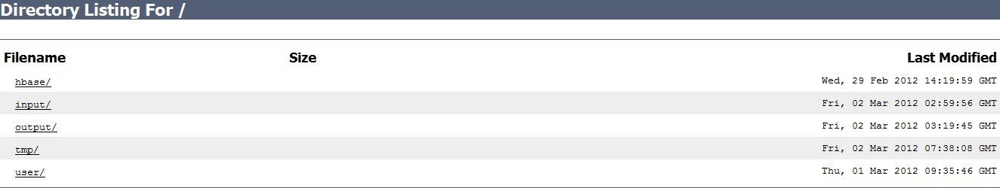 Directory Listing For /
Filename Size Last Modified
hbase/ Wed, 29 Feb 2012 14:19:59 GMT
input/ Fri, 02 Mar 2012 02:59:56 GMT
output/ Fri, 02 Mar 2012 03:19:45 GMT
tmp/ Fri, 02 Mar 2012 07:38:08 GMT
user/ Thu, 01 Mar 2012 09:35:46 GMT